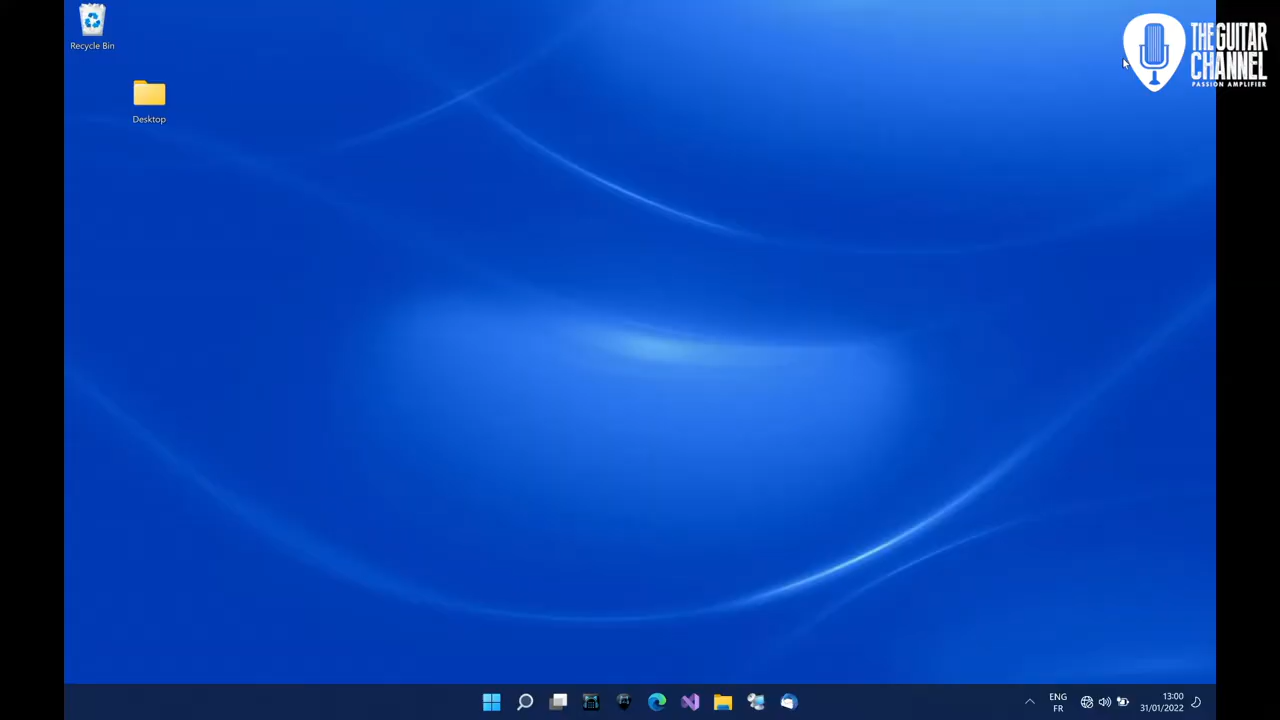 Recycle Bin
Desktop
THE GUITAR
CHANNEL
PASSION AMPLIFIER
ENG
FR
13:00
31/01/2022